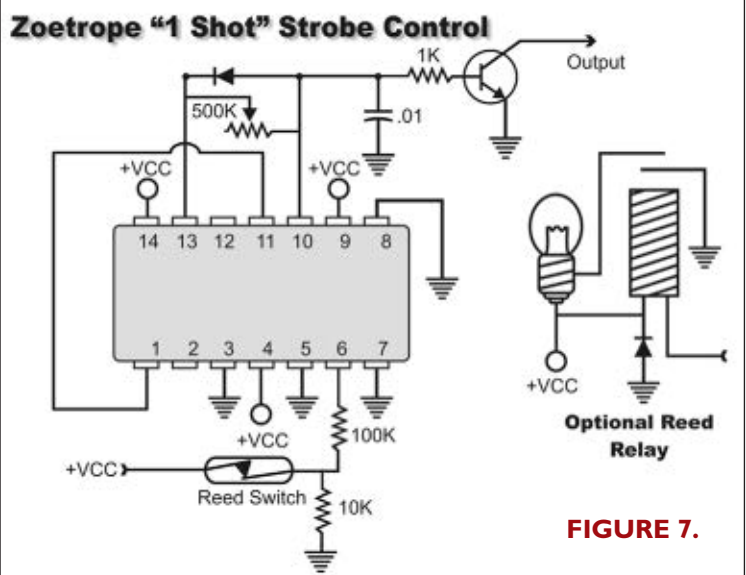 Zoetrope “1 Shot” Strobe Control
1K
Output
500K
.01
+VCC
+VCC
14 13 12 11 10 9 8
1 2 3 4 5 6 7
+VCC
100K
+VCC
Reed Switch
10K
+VCC
Optional Reed
Relay
FIGURE 7.